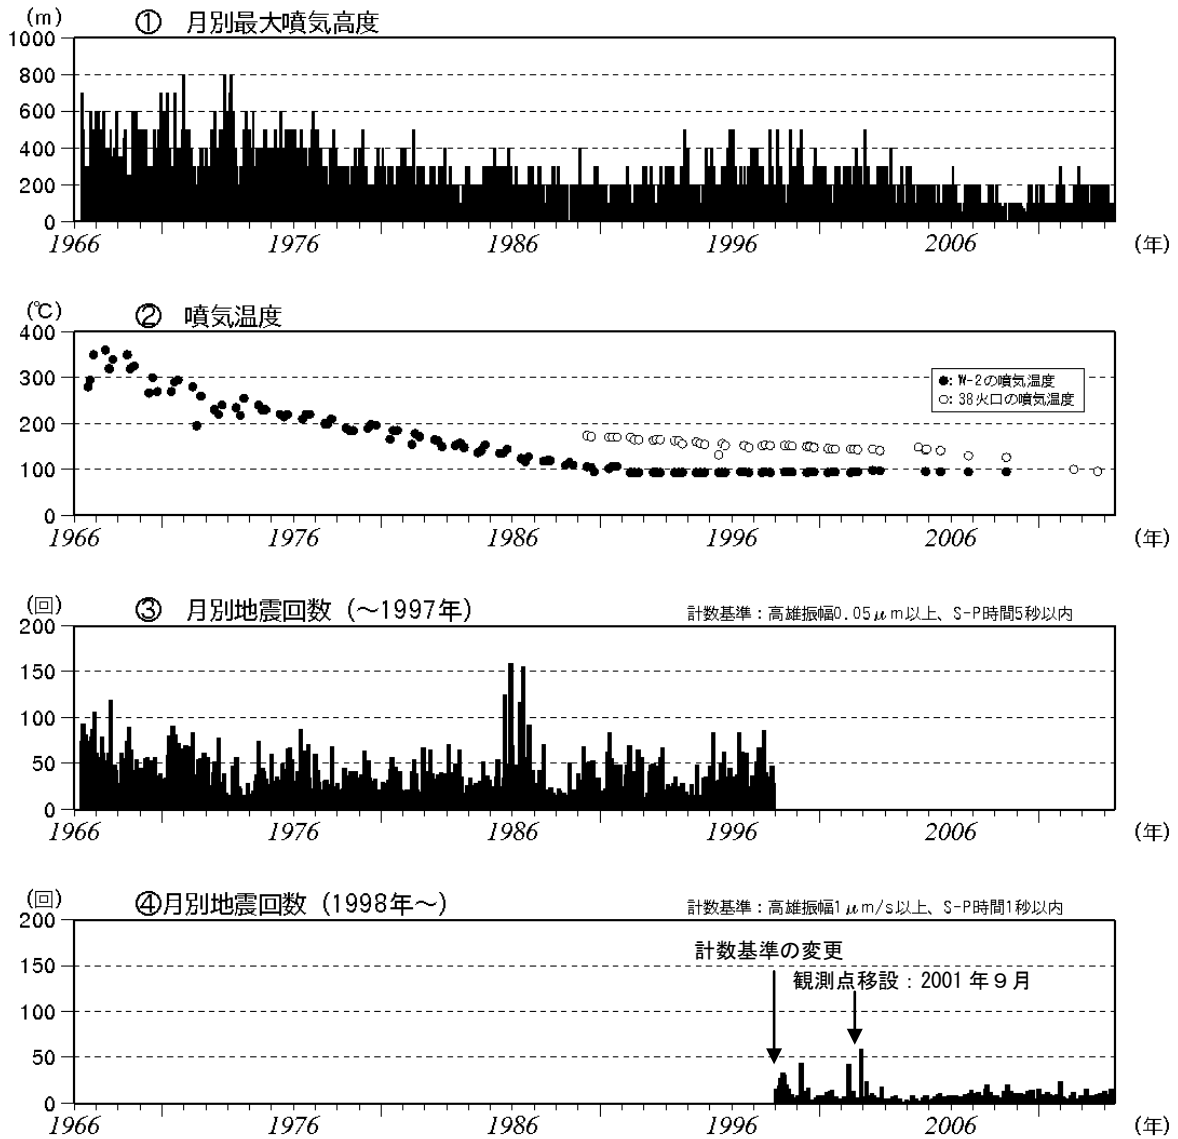 (m) ① 月別最大噴気高度
1000
800
600
400
200
0
1966 1976 1986 1996 2006 (年)
(℃) ② 噴気温度
400
300
200
100
0
●: W-2の噴気温度
○: 38火口の噴気温度
1966 1976 1986 1996 2006 (年)
(回) ③ 月別地震回数 (～1997年) 計数基準：高雄振幅0.05μm以上、S-P時間5秒以内
200
150
100
50
0
1966 1976 1986 1996 2006 (年)
(回) ④月別地震回数 (1998年～) 計数基準：高雄振幅1μm/s以上、S-P時間1秒以内
200
150
100
50
0
計数基準の変更
観測点移設：2001年9月
1966 1976 1986 1996 2006 (年)